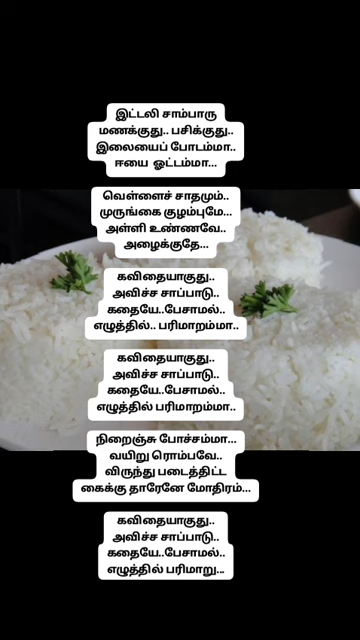 இட்டலி சாம்பாரு
மணக்குது.. பசிக்குது..
இலையைப் போடம்மா..
ஈயை ஓட்டம்மா...
வெள்ளைச் சாதமும்..
முருங்கை குழம்புமே...
அள்ளி உண்ணவே..
அழைக்குதே...
கவிதையாகுது..
அவிச்ச சாப்பாடு..
கதையே..பேசாமல்..
எழுத்தில்.. பரிமாறம்மா..
கவிதையாகுது..
அவிச்ச சாப்பாடு..
கதையே..பேசாமல்..
எழுத்தில் பரிமாறம்மா..
நிறைஞ்சு போச்சம்மா...
வயிறு ரொம்பவே..
விருந்து படைத்திட்ட
கைக்கு தாரேனே மோதிரம்...
கவிதையாகுது..
அவிச்ச சாப்பாடு..
கதையே..பேசாமல்..
எழுத்தில் பரிமாறு...